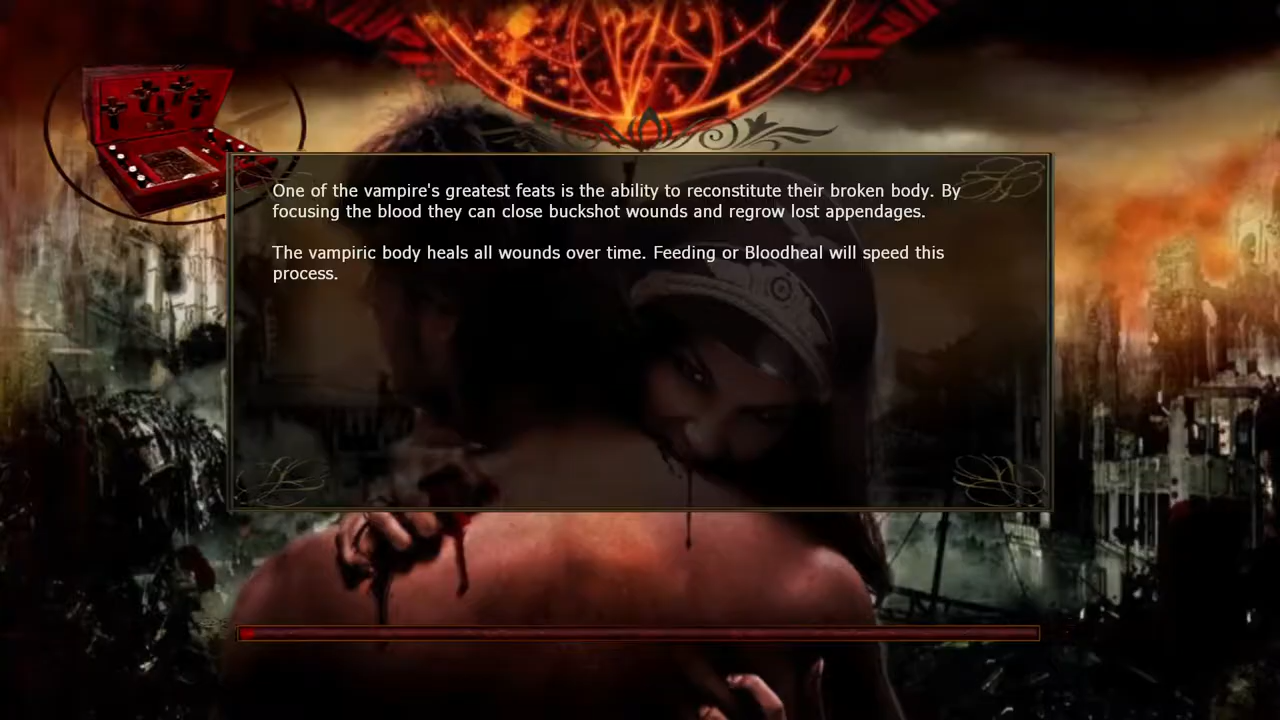 One of the vampire's greatest feats is the ability to reconstitute their broken body. By
focusing the blood they can close buckshot wounds and regrow lost appendages.
The vampiric body heals all wounds over time. Feeding or Bloodheal will speed this
process.